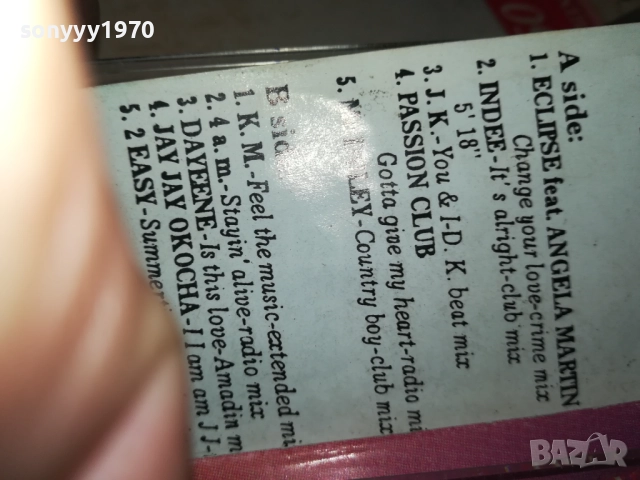 sonyyy1970
A side:
1. ECLIPSE feat. ANGELA MARTIN
Change your love-crime mix
2. INDEE-It's alright-club mix
5' 18"
3. J. K.-You & I-D. K. beat mix
4. PASSION CLUB
Gotta give my heart-radio mi
5. LEY-Country boy-club mix
B sid
1. K. M.-Feel the music-extended mi
2. 4 a. m.-Stayin' alive-radio mix
3. DAYEENE-Is this love-Amadin m
4. JAY JAY OKOCHA-I I am am J J-
5. 2 EASY-Summert
BAZAR